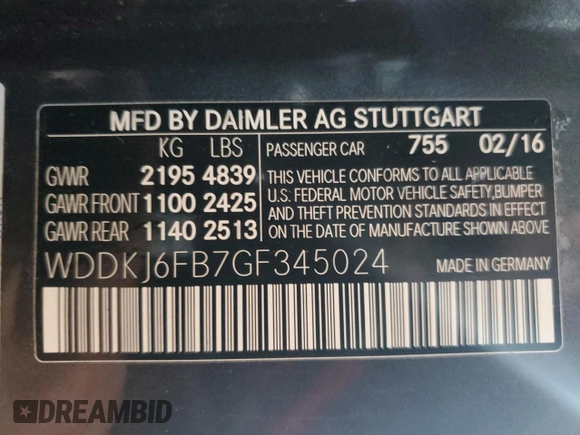 MFD BY DAIMLER AG STUTTGART
KG LBS
GVWR 2195 4839
GAWR FRONT 1100 2425
GAWR REAR 1140 2513
PASSENGER CAR 755 02/16
THIS VEHICLE CONFORMS TO ALL APPLICABLE
U.S. FEDERAL MOTOR VEHICLE SAFETY,BUMPER
AND THEFT PREVENTION STANDARDS IN EFFECT
ON THE DATE OF MANUFACTURE SHOWN ABOVE.
WDDKJ6FB7GF345024 MADE IN GERMANY
DREAMBID